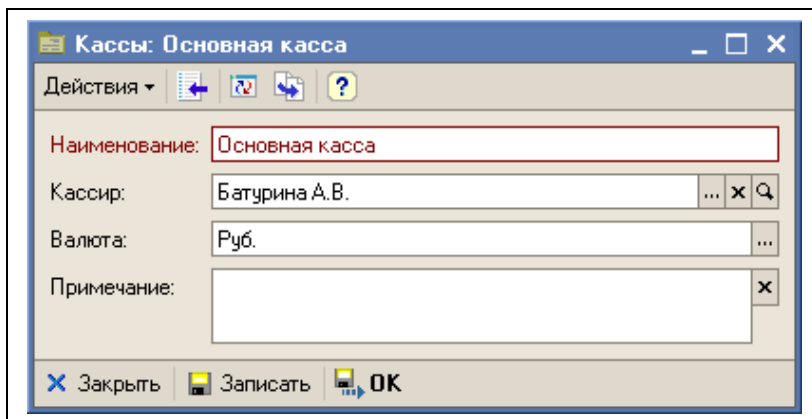 Кассы: Основная касса
Действия
Наименование: Основная касса
Кассир: Батурина А.В.
Валюта: Руб.
Примечание:
Закрыть Записать OK